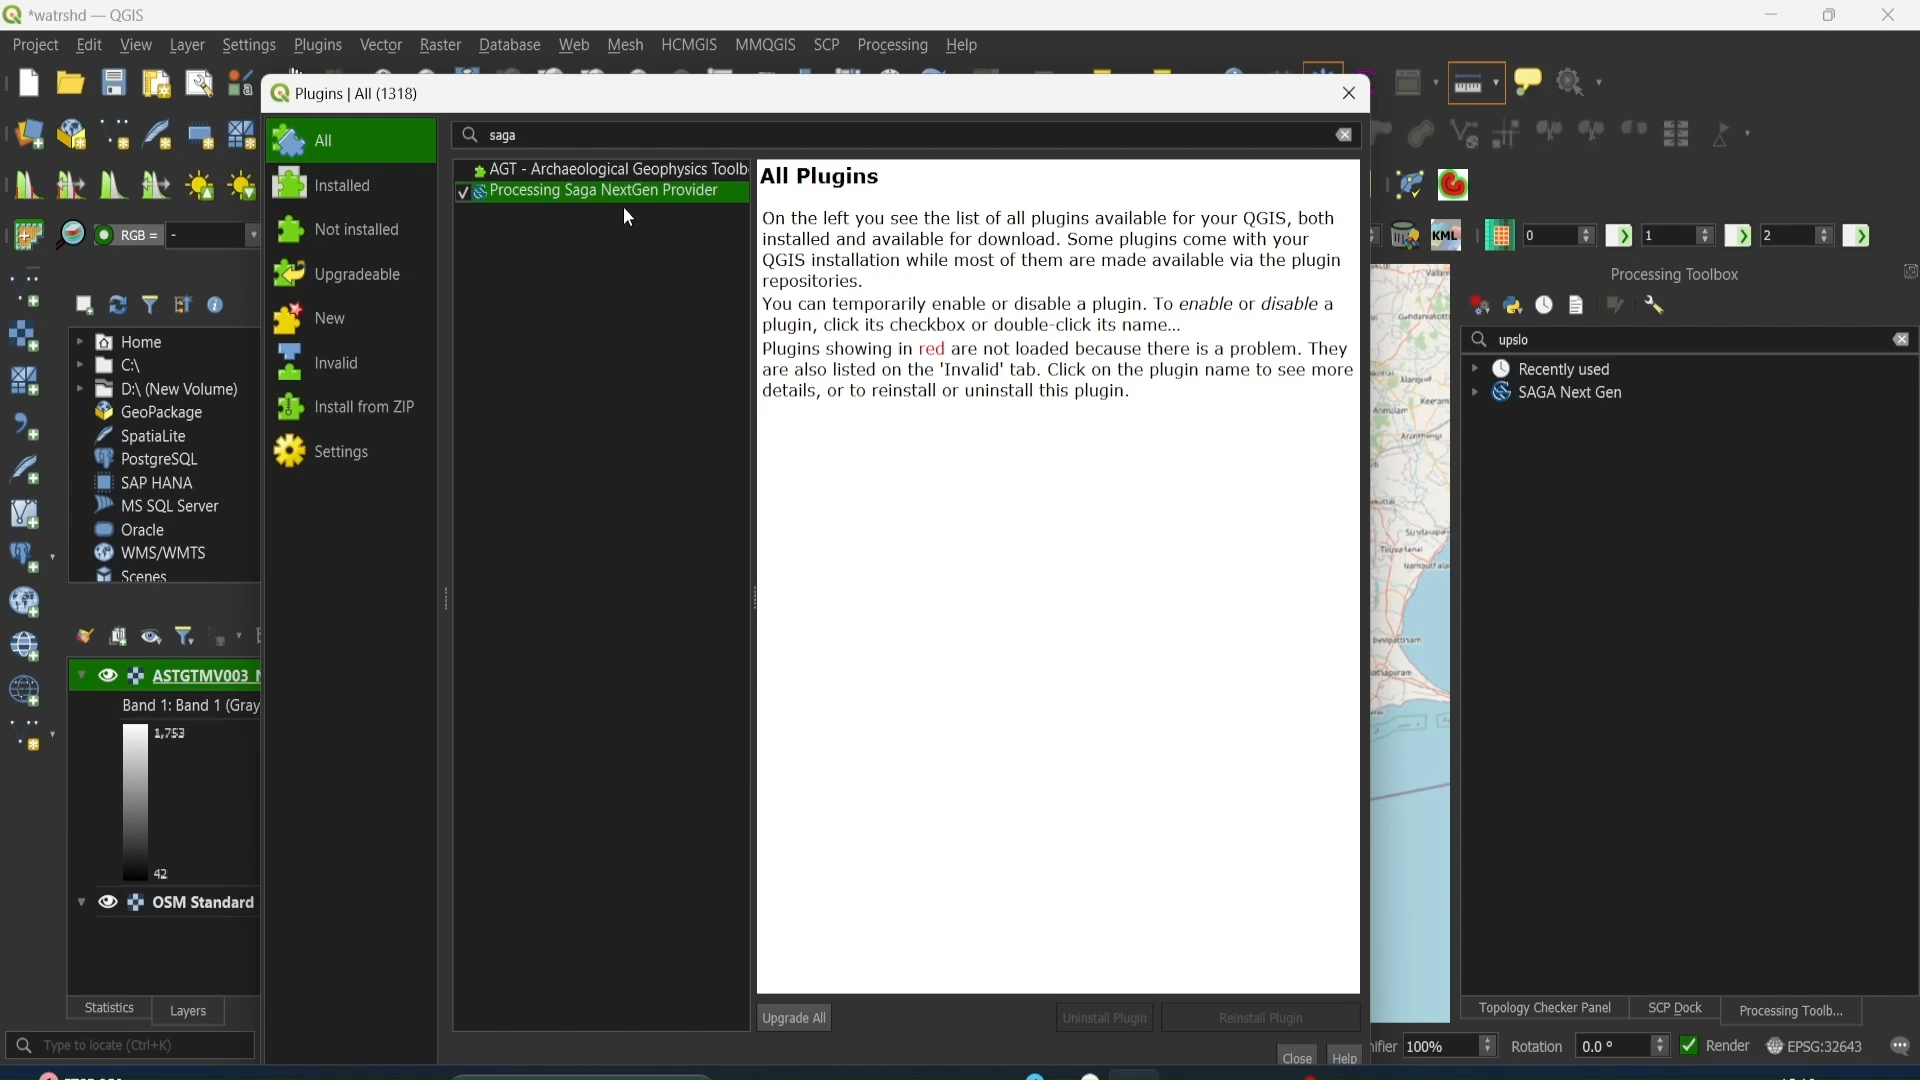 *watrshd — QGIS
Project Edit View Layer Settings Plugins Vector Raster Database Web Mesh HCMGIS MMQGIS SCP Processing Help
Plugins | All (1318)
All
Installed
Not installed
Upgradeable
New
Invalid
Install from ZIP
Settings
saga
AGT - Archaeological Geophysics Toolb
Processing Saga NextGen Provider
All Plugins
On the left you see the list of all plugins available for your QGIS, both
installed and available for download. Some plugins come with your
QGIS installation while most of them are made available via the plugin
repositories.
You can temporarily enable or disable a plugin. To enable or disable a
plugin, click its checkbox or double-click its name...
Plugins showing in red are not loaded because there is a problem. They
are also listed on the 'Invalid' tab. Click on the plugin name to see more
details, or to reinstall or uninstall this plugin.
Upgrade All
Uninstall Plugin
Reinstall Plugin
Close
Help
RGB =
-
Home
C:\
D:\ (New Volume)
GeoPackage
SpatiaLite
PostgreSQL
SAP HANA
MS SQL Server
Oracle
WMS/WMTS
Scenes
ASTGTMV003_N
Band 1: Band 1 (Gray
1,753
42
OSM Standard
Statistics
Layers
Type to locate (Ctrl+K)
KML
0
1
2
Processing Toolbox
upslo
Recently used
SAGA Next Gen
Topology Checker Panel
SCP Dock
Processing Toolb...
nifier 100%
Rotation 0.0 °
Render
EPSG:32643